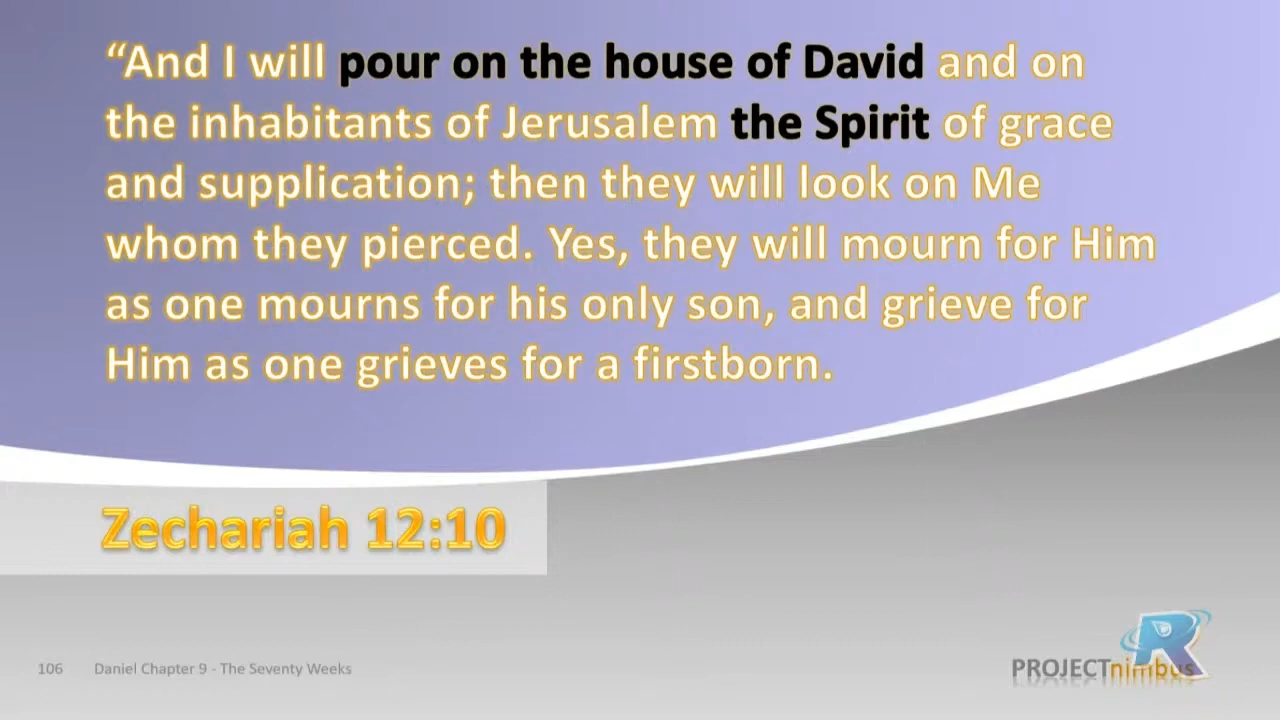 “And I will pour on the house of David and on
the inhabitants of Jerusalem the Spirit of grace
and supplication; then they will look on Me
whom they pierced. Yes, they will mourn for Him
as one mourns for his only son, and grieve for
Him as one grieves for a firstborn.
Zechariah 12:10
106 Daniel Chapter 9 - The Seventy Weeks
R
PROJECTnimbus